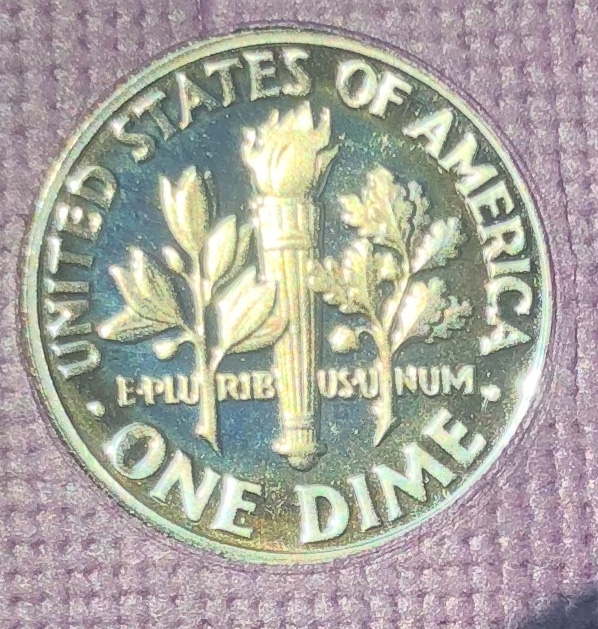 UNITED STATES OF AMERICA
E·PLURIBUS·UNUM
· ONE DIME ·